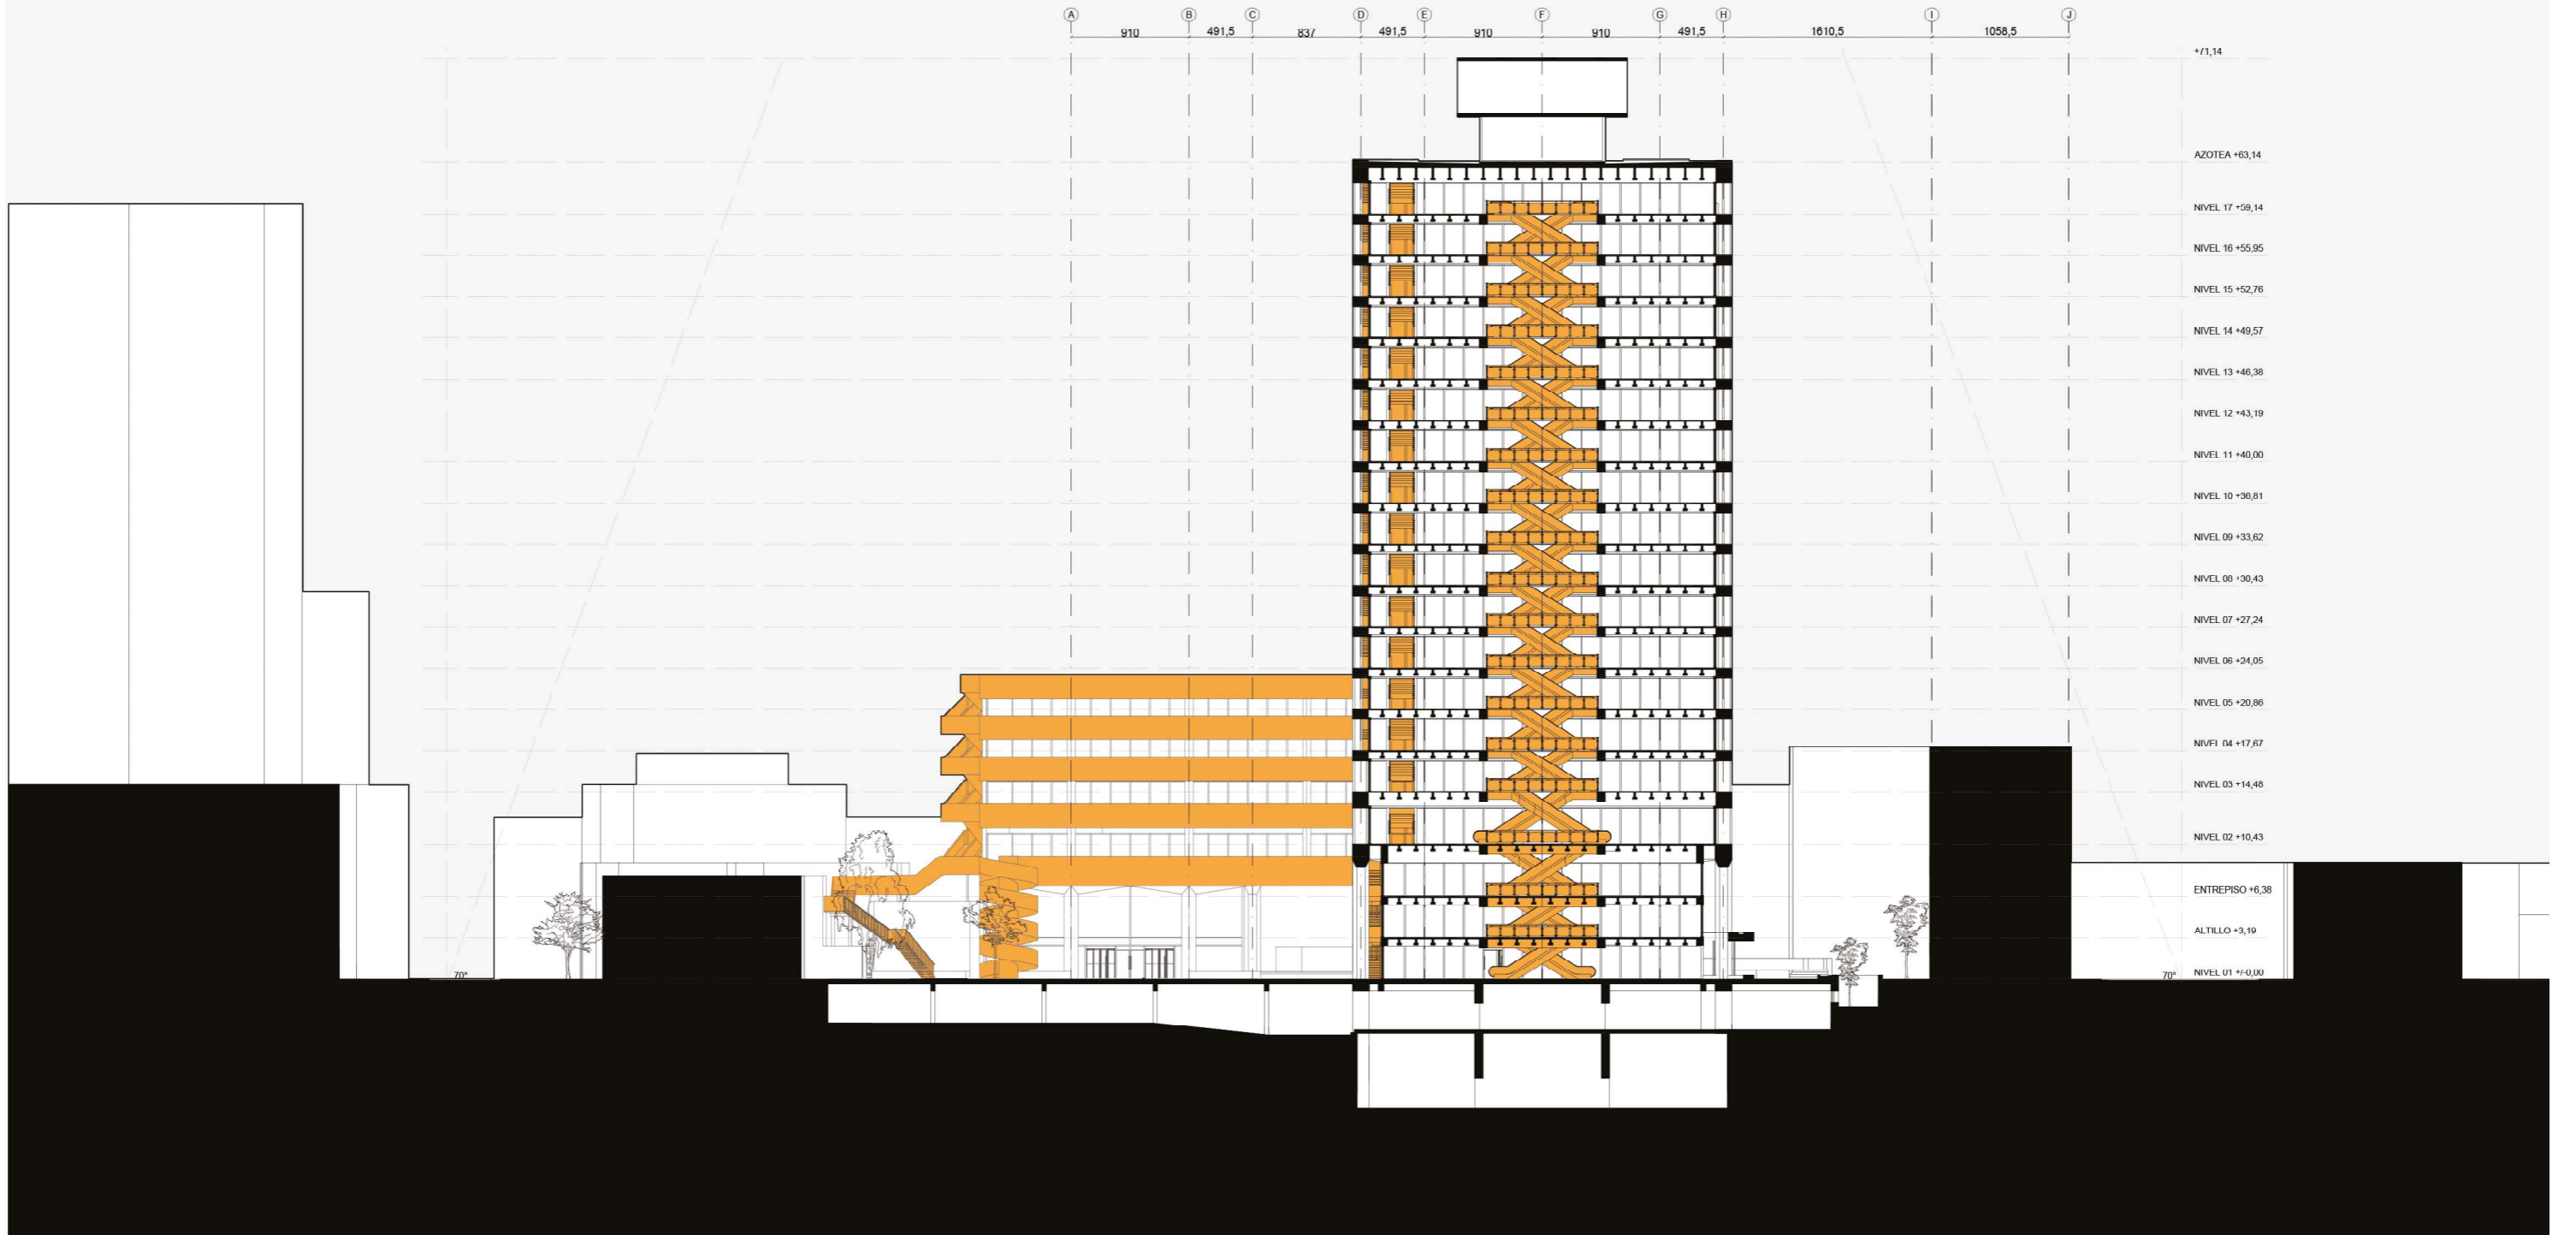 A B C D E F G H I J
910 491,5 837 491,5 910 910 491,5 1610,5 1058,5
+71,14
AZOTEA +63,14
NIVEL 17 +59,14
NIVEL 16 +55,95
NIVEL 15 +52,76
NIVEL 14 +49,57
NIVEL 13 +46,38
NIVEL 12 +43,19
NIVEL 11 +40,00
NIVEL 10 +36,81
NIVEL 09 +33,62
NIVEL 08 +30,43
NIVEL 07 +27,24
NIVEL 06 +24,05
NIVEL 05 +20,86
NIVEL 04 +17,67
NIVEL 03 +14,48
NIVEL 02 +10,43
ENTREPISO +6,38
ALTILLO +3,19
70° 70° NIVEL 01 +/-0,00